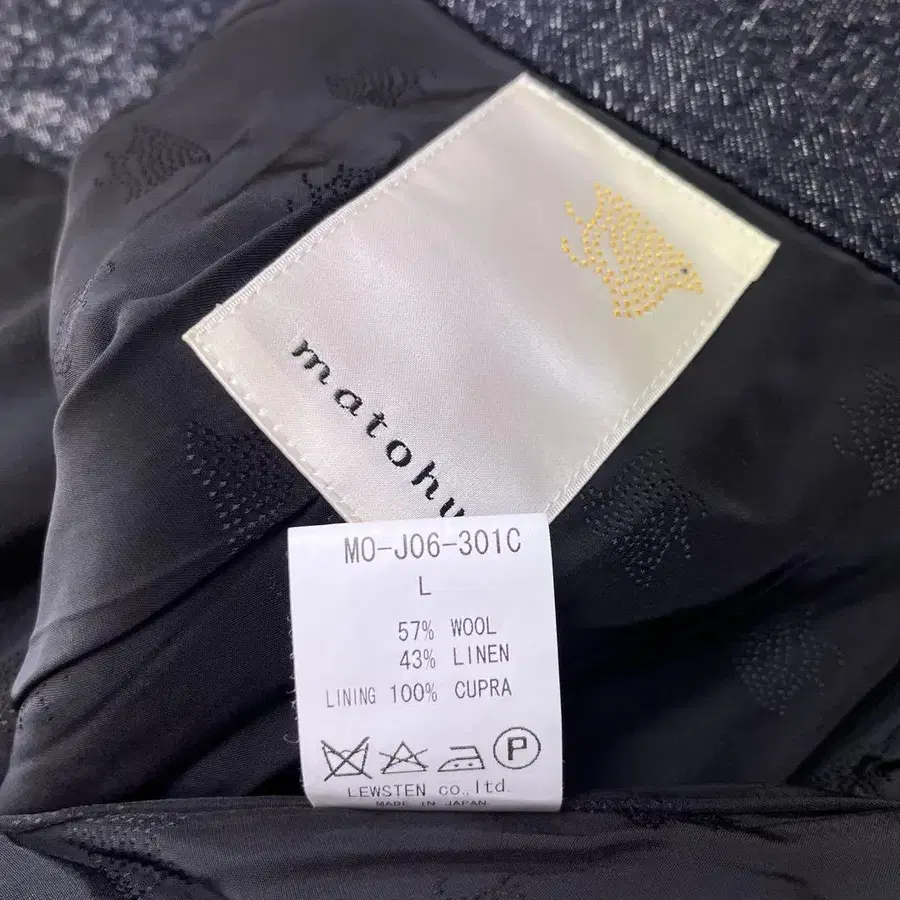 matohu
MO-J06-301C
L
57% WOOL
43% LINEN
LINING 100% CUPRA
P
LEWSTEN co.,ltd.
MADE IN JAPAN